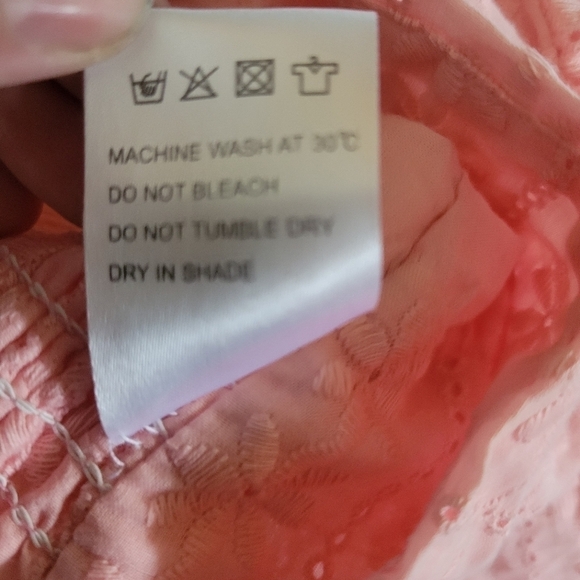 MACHINE WASH AT 30℃
DO NOT BLEACH
DO NOT TUMBLE DRY
DRY IN SHADE